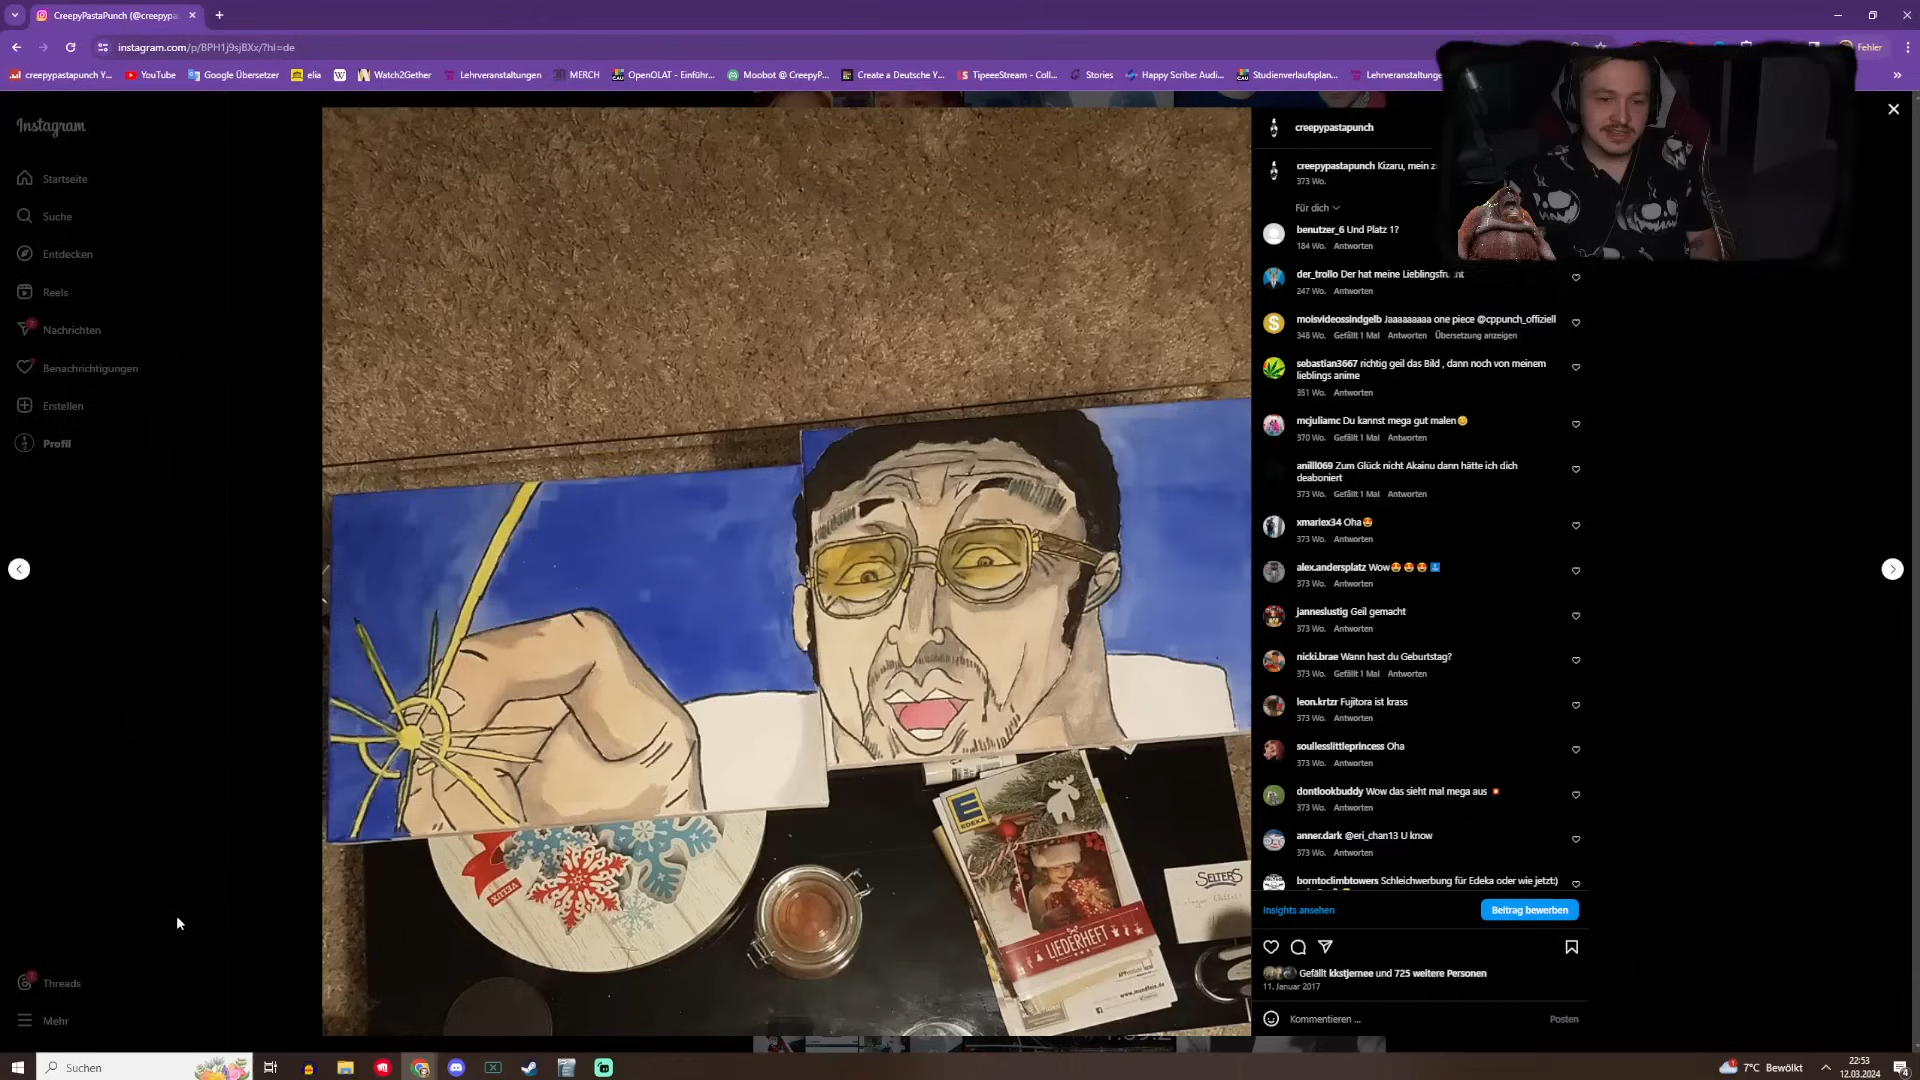 CreepyPastaPunch (@creepypa
instagram.com/p/BPH1j9sjBXx/?hl=de
Fehler
creepypastapunch Y...
YouTube
Google Übersetzer
elia
Watch2Gether
Lehrveranstaltungen
MERCH
OpenOLAT - Einführ...
Moobot @ CreepyP...
Create a Deutsche Y...
TipeeeStream - Coll...
Stories
Happy Scribe: Audi...
Studienverlaufsplan...
Lehrveranstaltunge
Instagram
Startseite
Suche
Entdecken
Reels
Nachrichten
Benachrichtigungen
Erstellen
Profil
Threads
Mehr
creepypastapunch
creepypastapunch Kizaru, mein z
373 Wo.
Für dich
benutzer_6 Und Platz 1?
184 Wo. Antworten
der_trollo Der hat meine Lieblingsfrucht
247 Wo. Antworten
moisvideossindgelb Jaaaaaaaaa one piece @cppunch_offiziell
348 Wo. Gefällt 1 Mal Antworten Übersetzung anzeigen
sebastian3667 richtig geil das Bild , dann noch von meinem
lieblings anime
351 Wo. Antworten
mcjuliamc Du kannst mega gut malen😊
370 Wo. Gefällt 1 Mal Antworten
anilll069 Zum Glück nicht Akainu dann hätte ich dich
deaboniert
373 Wo. Gefällt 1 Mal Antworten
xmariex34 Oha🤩
373 Wo. Antworten
alex.andersplatz Wow🤩🤩🤩
373 Wo. Antworten
janneslustig Geil gemacht
373 Wo. Antworten
nicki.brae Wann hast du Geburtstag?
373 Wo. Gefällt 1 Mal Antworten
leon.krtzr Fujitora ist krass
373 Wo. Antworten
soullesslittleprincess Oha
373 Wo. Antworten
dontlookbuddy Wow das sieht mal mega aus 💥
373 Wo. Antworten
anner.dark @eri_chan13 U know
373 Wo. Antworten
borntoclimbtowers Schleichwerbung für Edeka oder wie jetzt:)
Insights ansehen
Beitrag bewerben
Gefällt kkstjernee und 725 weitere Personen
11. Januar 2017
Kommentieren ...
Posten
EDEKA
VELUX
LIEDERHEFT
SELTERS
Suchen
7°C Bewölkt
22:53
12.03.2024